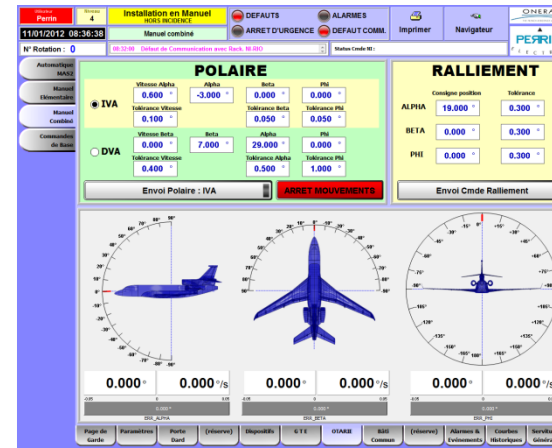 Utilisateur
Perrin
Niveau
4
Installation en Manuel
HORS INCIDENCE
DEFAUTS
ALARMES
Imprimer
Navigateur
ONERA
11/01/2012 08:36:38
Manuel combiné
ARRET D'URGENCE
DEFAUT COMM.
N° Rotation : 0
08:32:08 Défaut de Communication avec Rack NI-RIO
Status Cmde NI :
PERRIN
Automatique
MAS2
Manuel
Elémentaire
Manuel
Combiné
Commandes
de Base
POLAIRE
Vitesse Alpha
Alpha
Beta
Phi
IVA
0.600 °
-3.000 °
0.000 °
0.000 °
Tolérance Vitesse
Tolérance Beta
Tolérance Phi
0.100 °
0.050 °
0.050 °
Vitesse Beta
Beta
Alpha
Phi
DVA
0.000 °
7.000 °
29.000 °
0.000 °
Tolérance Vitesse
Tolérance Alpha
Tolérance Phi
0.400 °
0.500 °
1.000 °
Envoi Polaire : IVA
ARRET MOUVEMENTS
RALLIEMENT
Consigne position
Tolérance
ALPHA
19.000 °
0.300 °
BETA
0.000 °
0.300 °
PHI
0.000 °
0.300 °
Envoi Cmde Ralliement
0.000 °
0.000 °/s
0.000 °
0.000 °/s
0.000 °
0.000 °/s
ERR_ALPHA
ERR_BETA
ERR_PHI
Page de
Garde
Paramètres
Porte
Dard
(réserve)
Dispositifs
G T E
OTARIE
Bâti
Commun
(réserve)
Alarmes &
Evénements
Courbes
Historiques